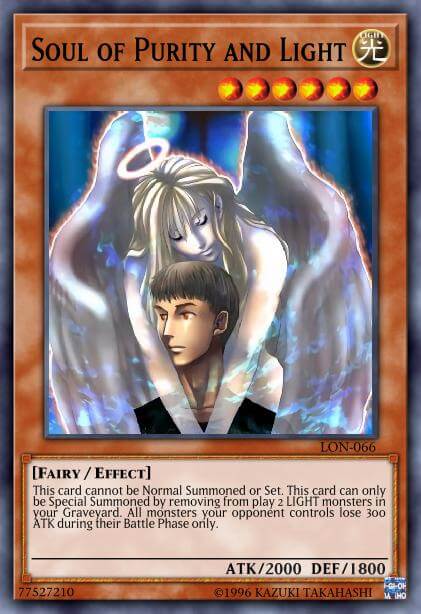 Soul of Purity and Light
LIGHT
光
LON-066
[Fairy / Effect]
This card cannot be Normal Summoned or Set. This card can only
be Special Summoned by removing from play 2 LIGHT monsters in
your Graveyard. All monsters your opponent controls lose 300
ATK during their Battle Phase only.
ATK/2000 DEF/1800
77527210
©1996 KAZUKI TAKAHASHI